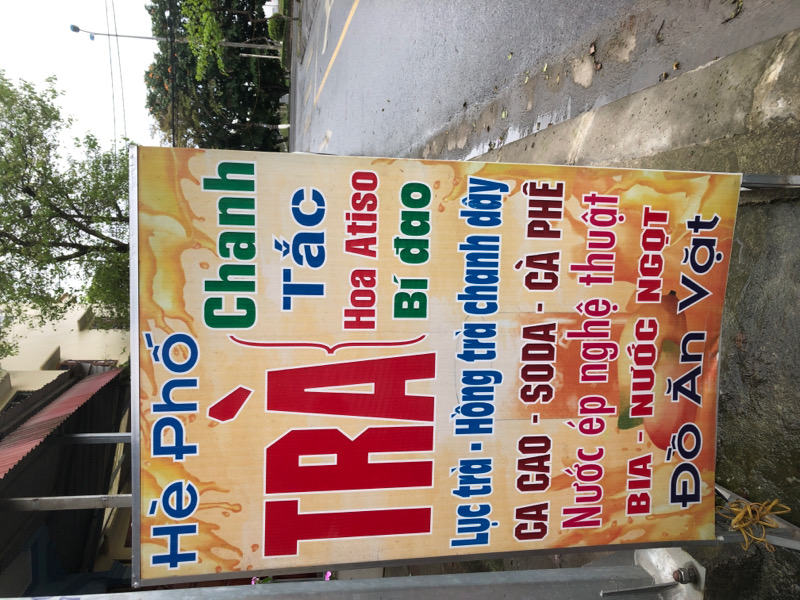 Hè Phố
TRÀ
Chanh
Tắc
Hoa Atiso
Bí đao
Lục trà - Hồng trà chanh dây
CA CAO - SODA - CÀ PHÊ
Nước ép nghệ thuật
BIA - NƯỚC NGỌT
Đồ Ăn Vặt